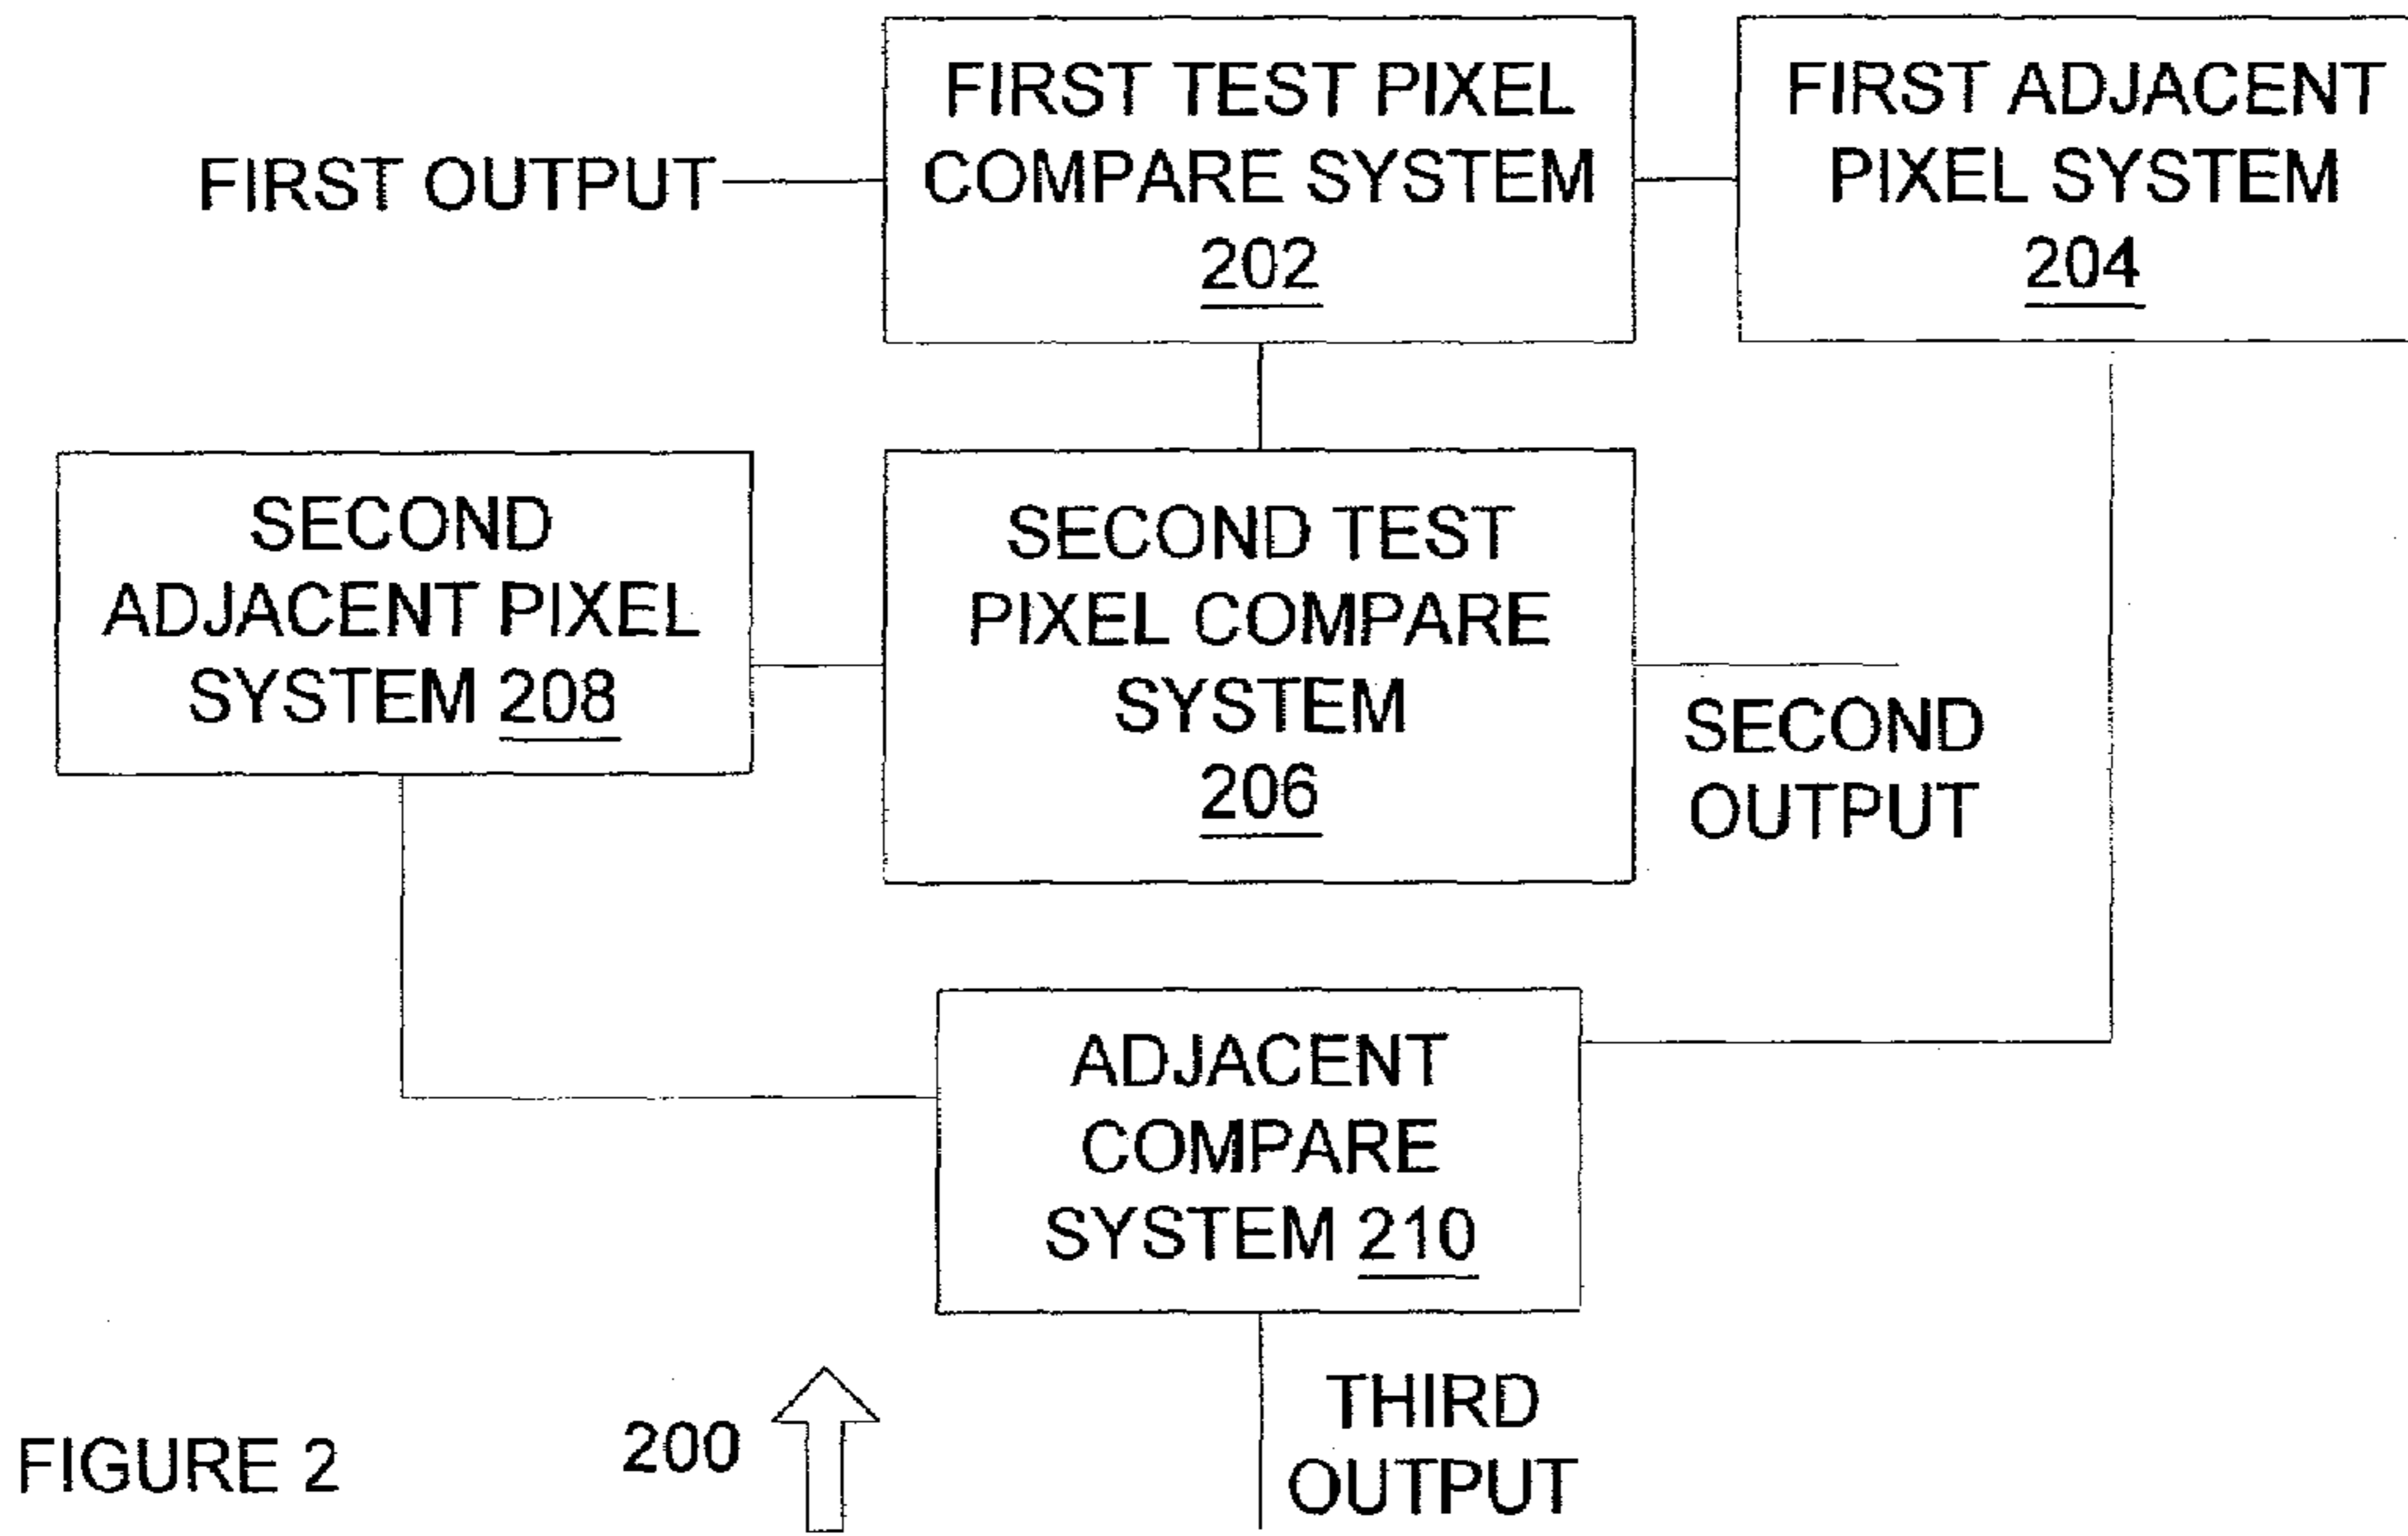 FIRST OUTPUT
FIRST TEST PIXEL
COMPARE SYSTEM
202
FIRST ADJACENT
PIXEL SYSTEM
204
SECOND
ADJACENT PIXEL
SYSTEM 208
SECOND TEST
PIXEL COMPARE
SYSTEM
206
SECOND
OUTPUT
ADJACENT
COMPARE
SYSTEM 210
THIRD
OUTPUT
200
FIGURE 2